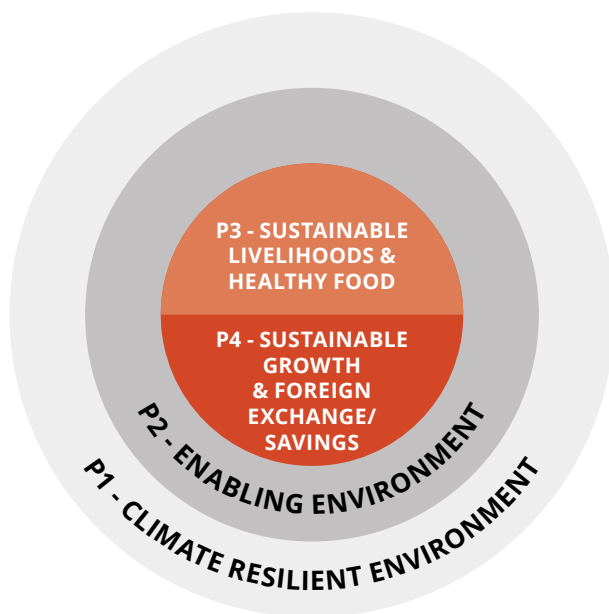 P3 - SUSTAINABLE
LIVELIHOODS &
HEALTHY FOOD
P4 - SUSTAINABLE
GROWTH
& FOREIGN
EXCHANGE/
SAVINGS
P2 - ENABLING ENVIRONMENT
P1 - CLIMATE RESILIENT ENVIRONMENT